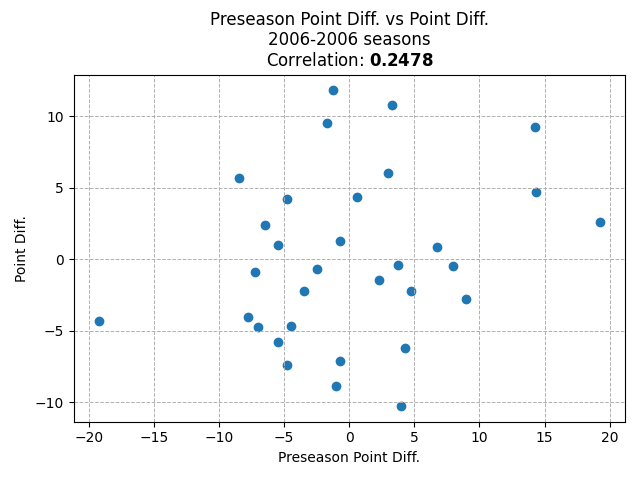 Preseason Point Diff. vs Point Diff.
2006-2006 seasons
Correlation: 0.2478
10
5
0
−5
−10
Point Diff.
−20 −15 −10 −5 0 5 10 15 20
Preseason Point Diff.